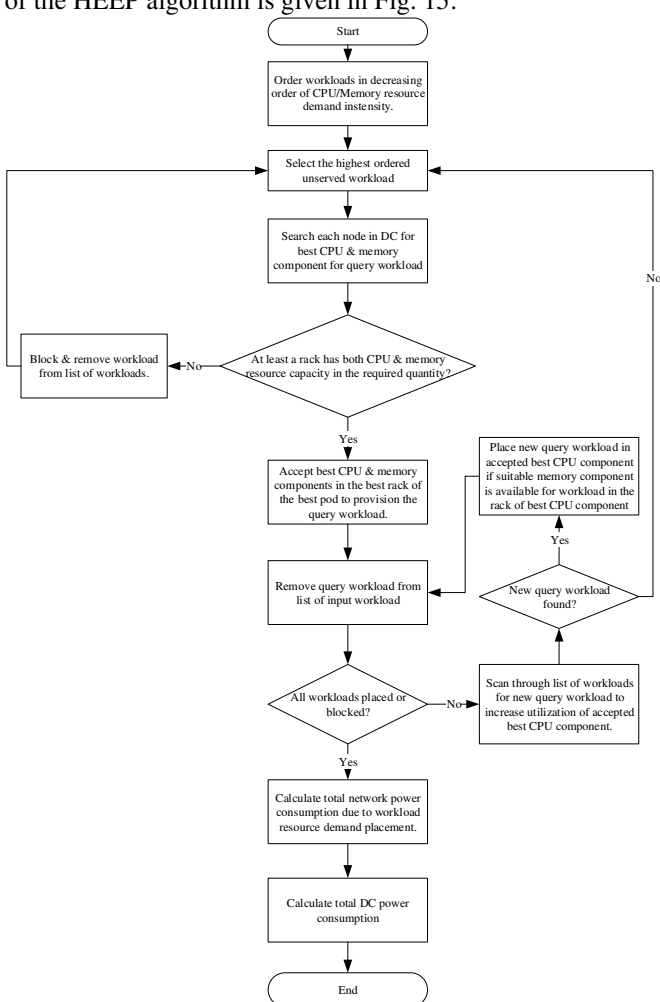 of the HEEP algorithm is given in Fig. 15.
Start
Order workloads in decreasing
order of CPU/Memory resource
demand instensity.
Select the highest ordered
unserved workload
Search each node in DC for
best CPU & memory
component for query workload
At least a rack has both CPU & memory
resource capacity in the required quantity?
No
Block & remove workload
from list of workloads.
Yes
Accept best CPU & memory
components in the best rack of
the best pod to provision the
query workload.
Remove query workload from
list of input workload
All workloads placed or
blocked?
No
Scan through list of workloads
for new query workload to
increase utilization of accepted
best CPU component.
New query workload
found?
No
Yes
Place new query workload in
accepted best CPU component
if suitable memory component
is available for workload in the
rack of best CPU component
Yes
Calculate total network power
consumption due to workload
resource demand placement.
Calculate total DC power
consumption
End